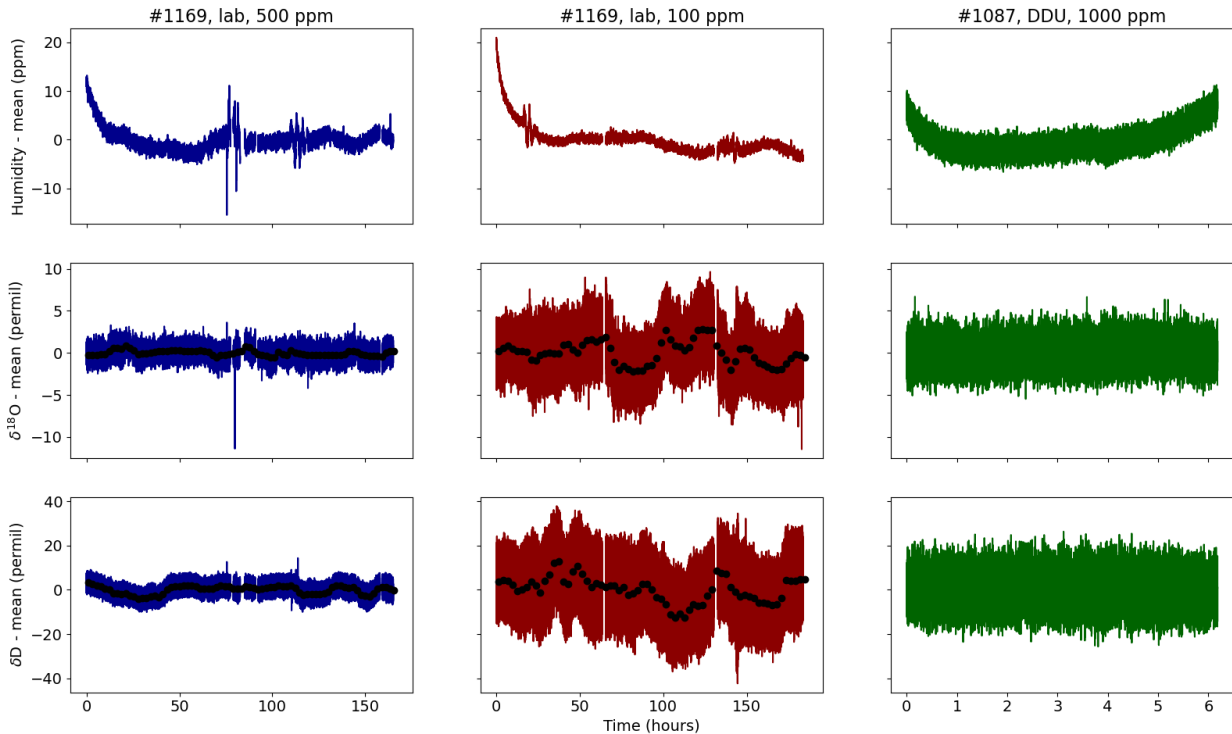 #1169, lab, 500 ppm
#1169, lab, 100 ppm
#1087, DDU, 1000 ppm
Humidity - mean (ppm)
20
10
0
−10
δ¹⁸O - mean (permil)
10
5
0
−5
−10
δD - mean (permil)
40
20
0
−20
−40
0 50 100 150
0 50 100 150
0 1 2 3 4 5 6
Time (hours)